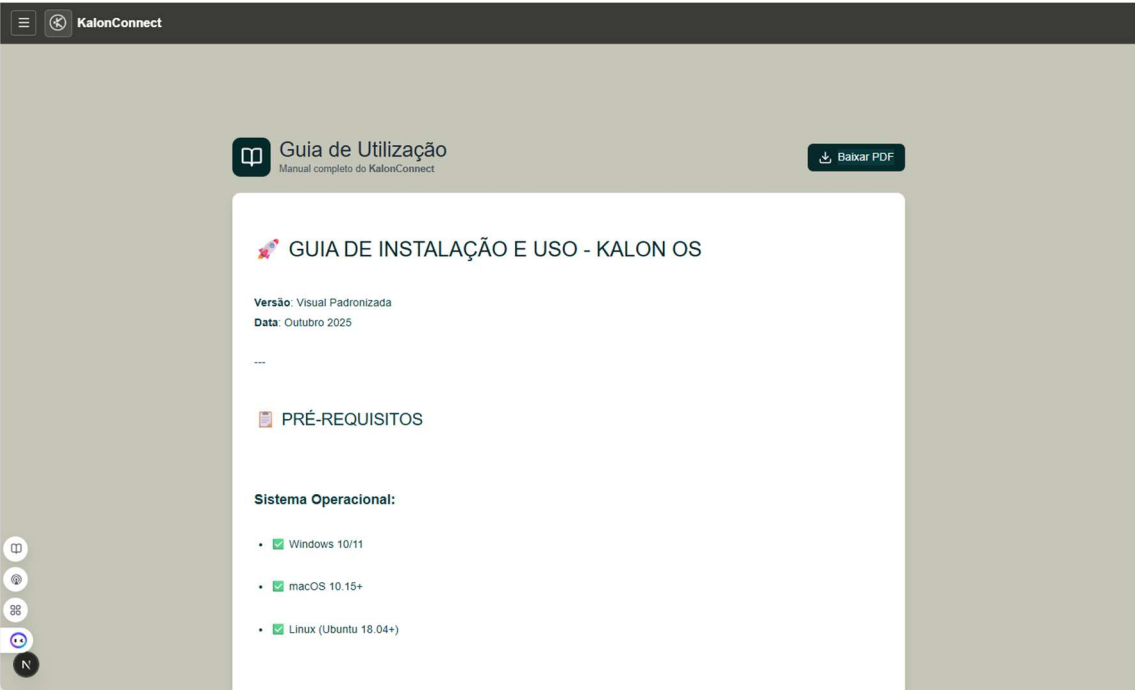 KalonConnect
Guia de Utilização
Manual completo do KalonConnect
Baixar PDF
🚀 GUIA DE INSTALAÇÃO E USO - KALON OS
Versão: Visual Padronizada
Data: Outubro 2025
---
📋 PRÉ-REQUISITOS
Sistema Operacional:
• ✅ Windows 10/11
• ✅ macOS 10.15+
• ✅ Linux (Ubuntu 18.04+)
N